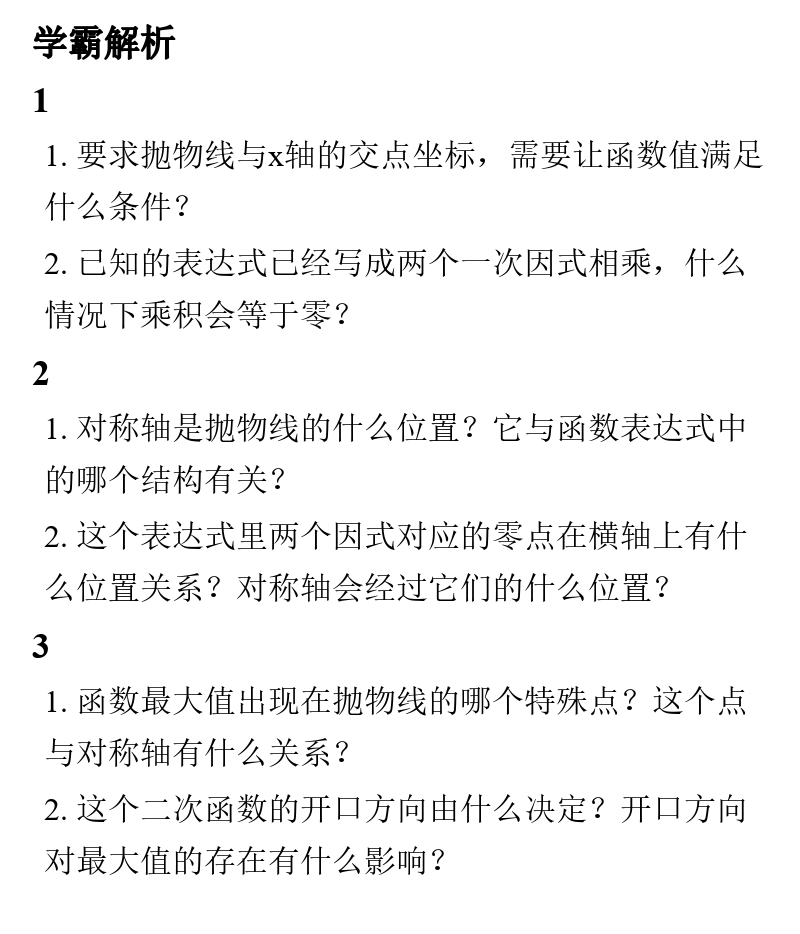 学霸解析
1
1. 要求抛物线与x轴的交点坐标，需要让函数值满足
什么条件？
2. 已知的表达式已经写成两个一次因式相乘，什么
情况下乘积会等于零？
2
1. 对称轴是抛物线的什么位置？它与函数表达式中
的哪个结构有关？
2. 这个表达式里两个因式对应的零点在横轴上有什
么位置关系？对称轴会经过它们的什么位置？
3
1. 函数最大值出现在抛物线的哪个特殊点？这个点
与对称轴有什么关系？
2. 这个二次函数的开口方向由什么决定？开口方向
对最大值的存在有什么影响？